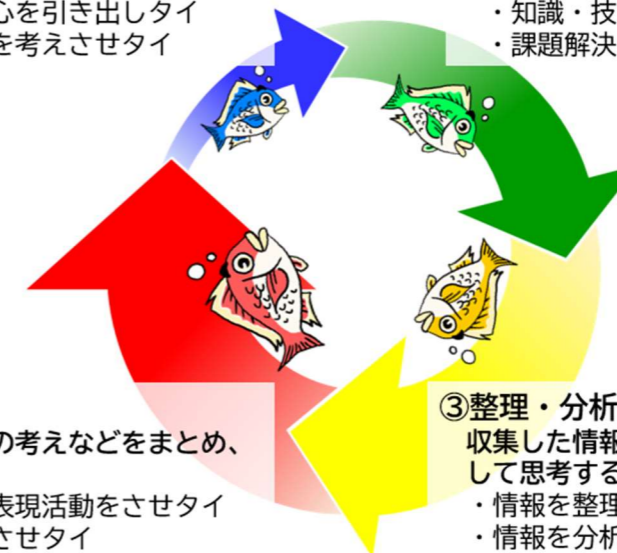 心を引き出しタイ
を考えさせタイ
・知識・技
・課題解決
③整理・分析
収集した情報
して思考する
・情報を整理
・情報を分析
の考えなどをまとめ、
表現活動をさせタイ
させタイ